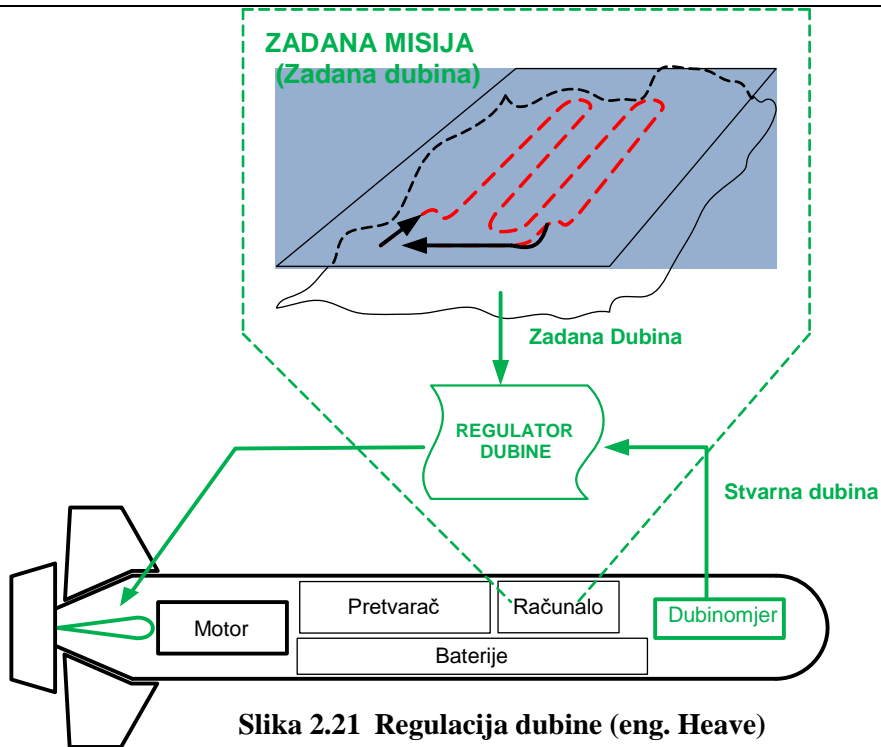 ZADANA MISIJA
(Zadana dubina)
Zadana Dubina
REGULATOR
DUBINE
Stvarna dubina
Pretvarač
Računalo
Dubinomjer
Motor
Baterije
Slika 2.21 Regulacija dubine (eng. Heave)